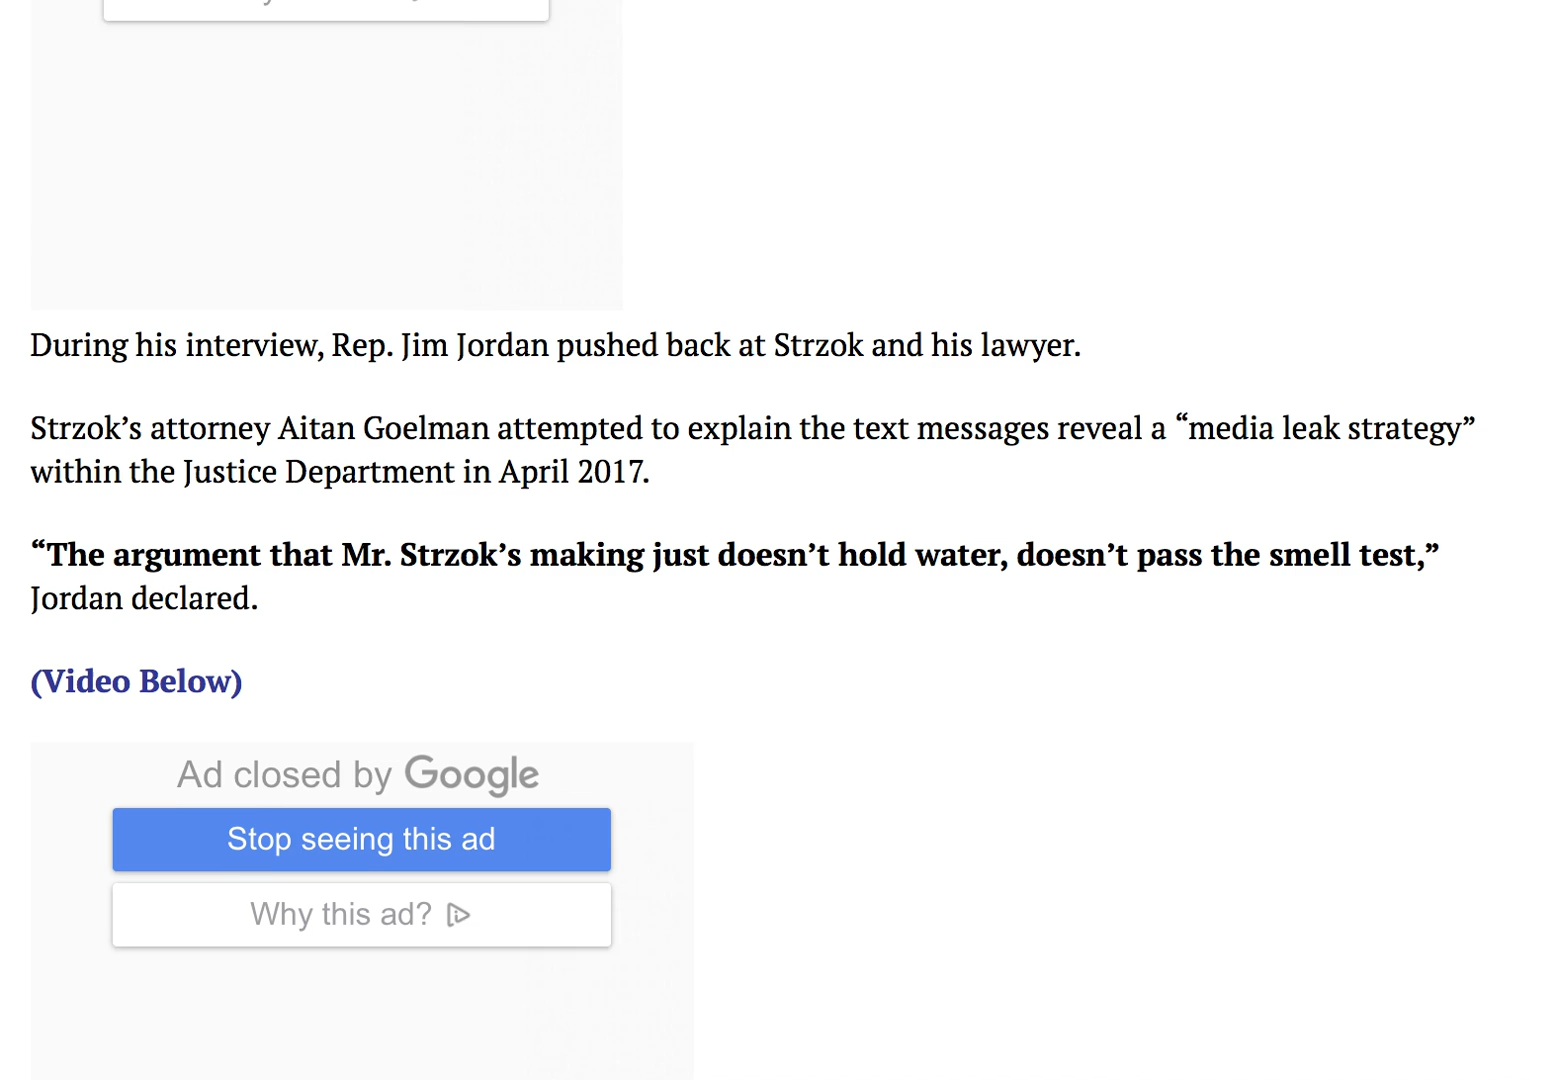 During his interview, Rep. Jim Jordan pushed back at Strzok and his lawyer.
Strzok’s attorney Aitan Goelman attempted to explain the text messages reveal a “media leak strategy”
within the Justice Department in April 2017.
“The argument that Mr. Strzok’s making just doesn’t hold water, doesn’t pass the smell test,”
Jordan declared.
(Video Below)
Ad closed by Google
Stop seeing this ad
Why this ad?